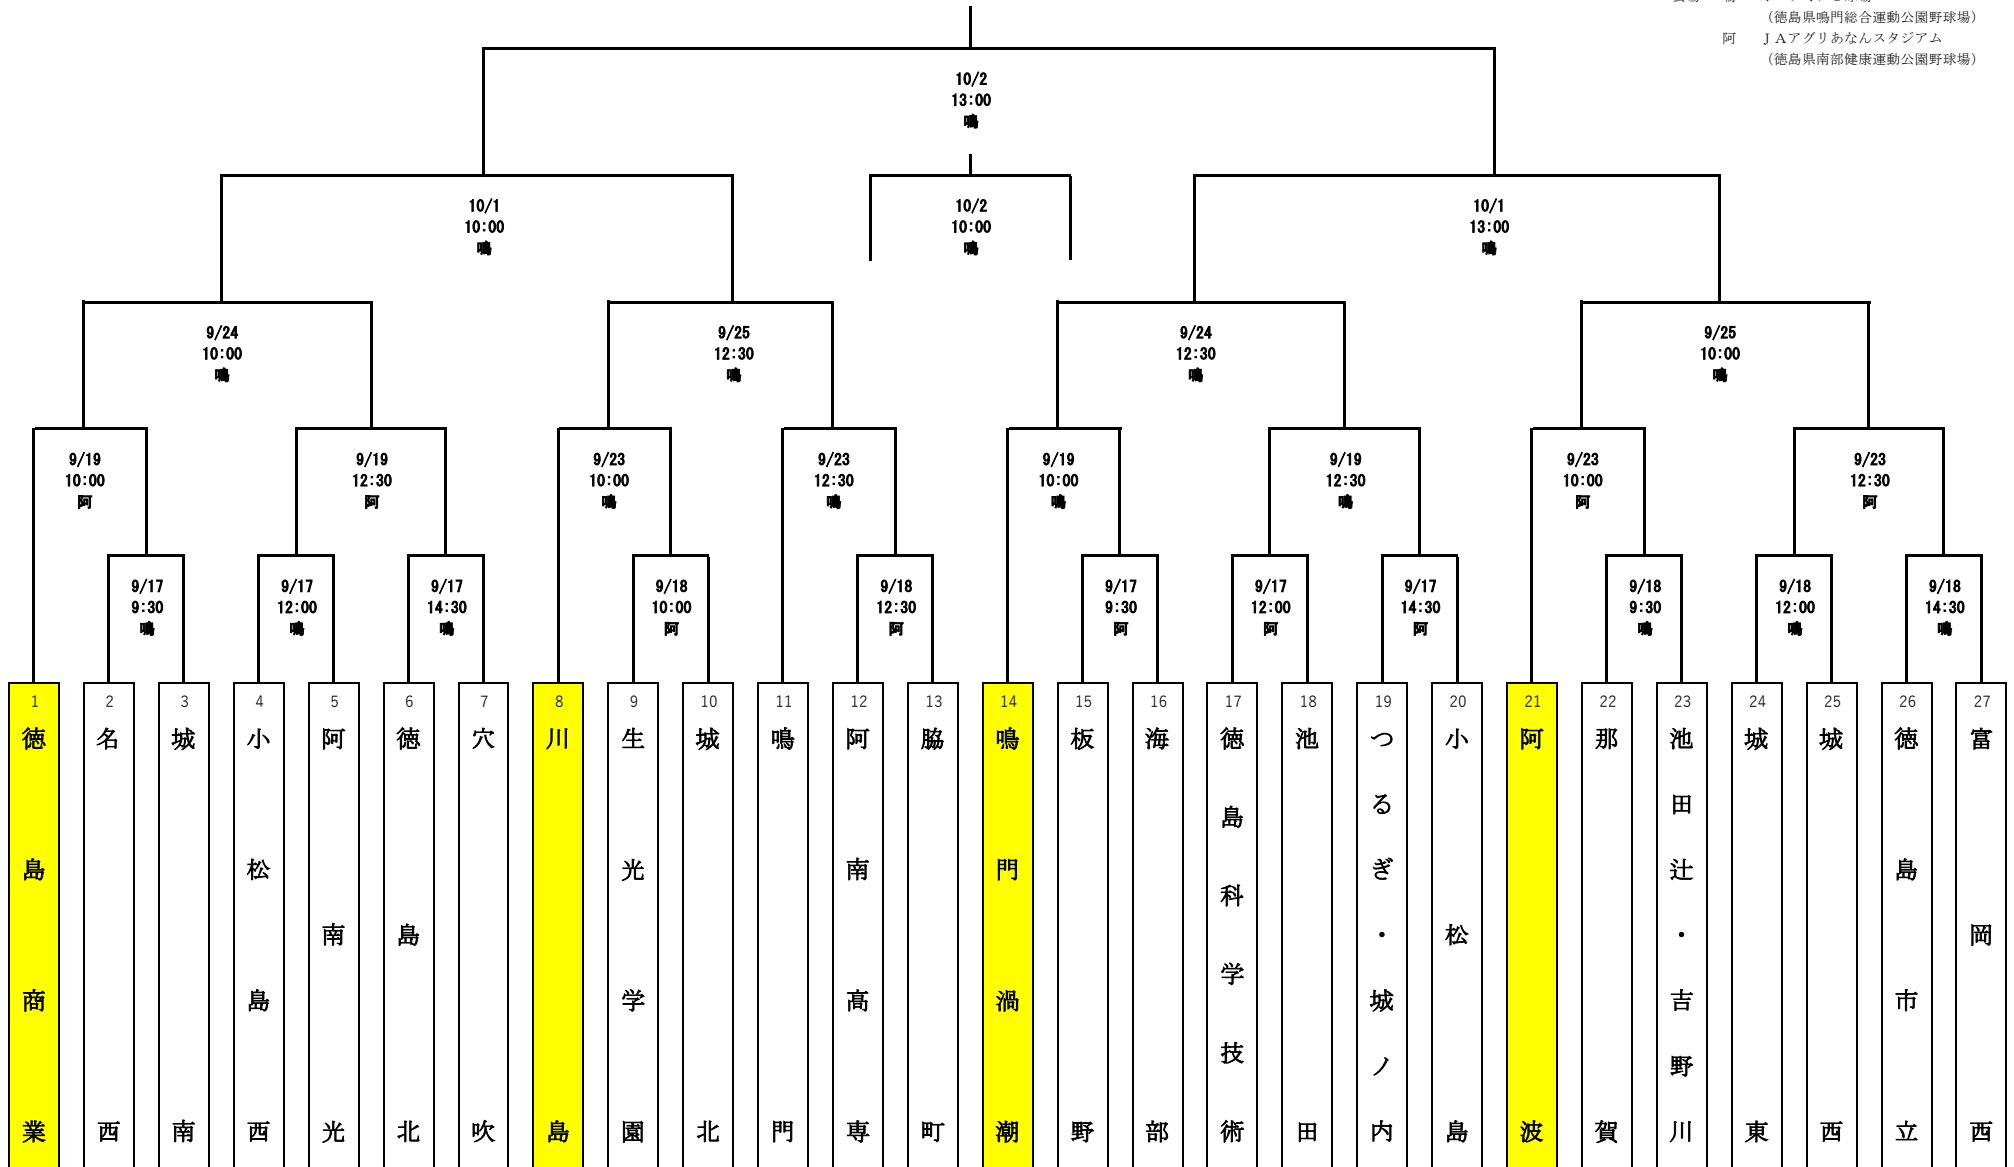 （徳島県鳴門総合運動公園野球場）
阿　ＪＡアグリあなんスタジアム
（徳島県南部健康運動公園野球場）
10/2
13:00
鳴
10/1
10:00
鳴
10/2
10:00
鳴
10/1
13:00
鳴
9/24
10:00
鳴
9/25
12:30
鳴
9/24
12:30
鳴
9/25
10:00
鳴
9/19
10:00
阿
9/19
12:30
阿
9/23
10:00
鳴
9/23
12:30
鳴
9/19
10:00
鳴
9/19
12:30
鳴
9/23
10:00
阿
9/23
12:30
阿
9/17
9:30
鳴
9/17
12:00
鳴
9/17
14:30
鳴
9/18
10:00
阿
9/18
12:30
阿
9/17
9:30
阿
9/17
12:00
阿
9/17
14:30
阿
9/18
9:30
鳴
9/18
12:00
鳴
9/18
14:30
鳴
1
徳島商業
2
名西
3
城南
4
小松島西
5
阿南光
6
徳島北
7
穴吹
8
川島
9
生光学園
10
城北
11
鳴門
12
阿南高専
13
脇町
14
鳴門渦潮
15
板野
16
海部
17
徳島科学技術
18
池田
19
つるぎ・城ノ内
20
小松島
21
阿波
22
那賀
23
池田辻・吉野川
24
城東
25
城西
26
徳島市立
27
富岡西